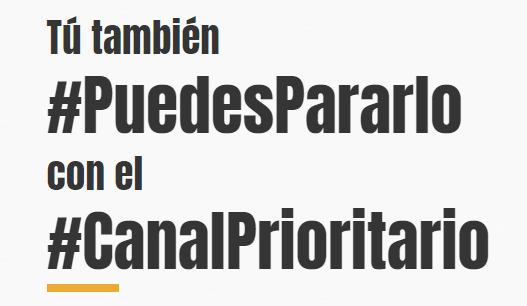 Tú también
#PuedesPararlo
con el
#CanalPrioritario